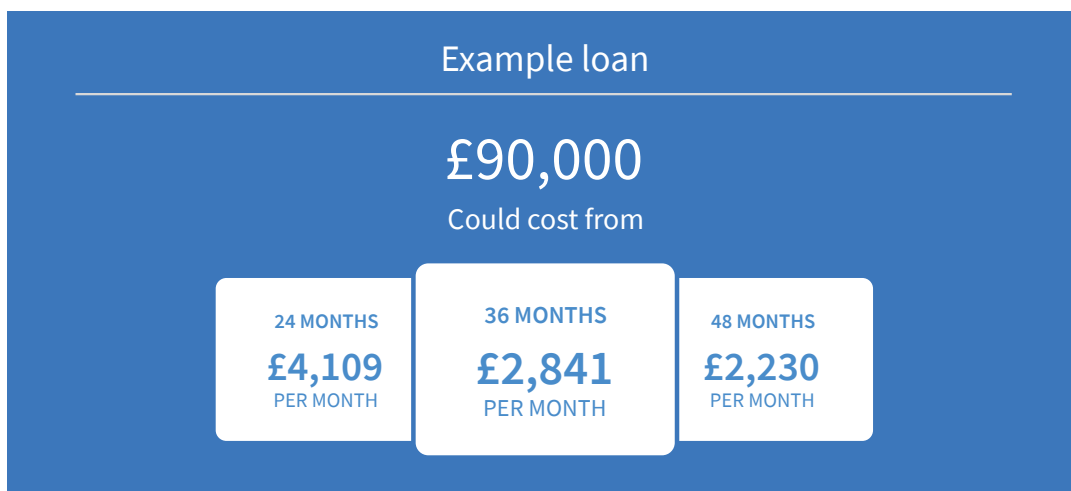 Example loan
£90,000
Could cost from
24 MONTHS
£4,109
PER MONTH
36 MONTHS
£2,841
PER MONTH
48 MONTHS
£2,230
PER MONTH